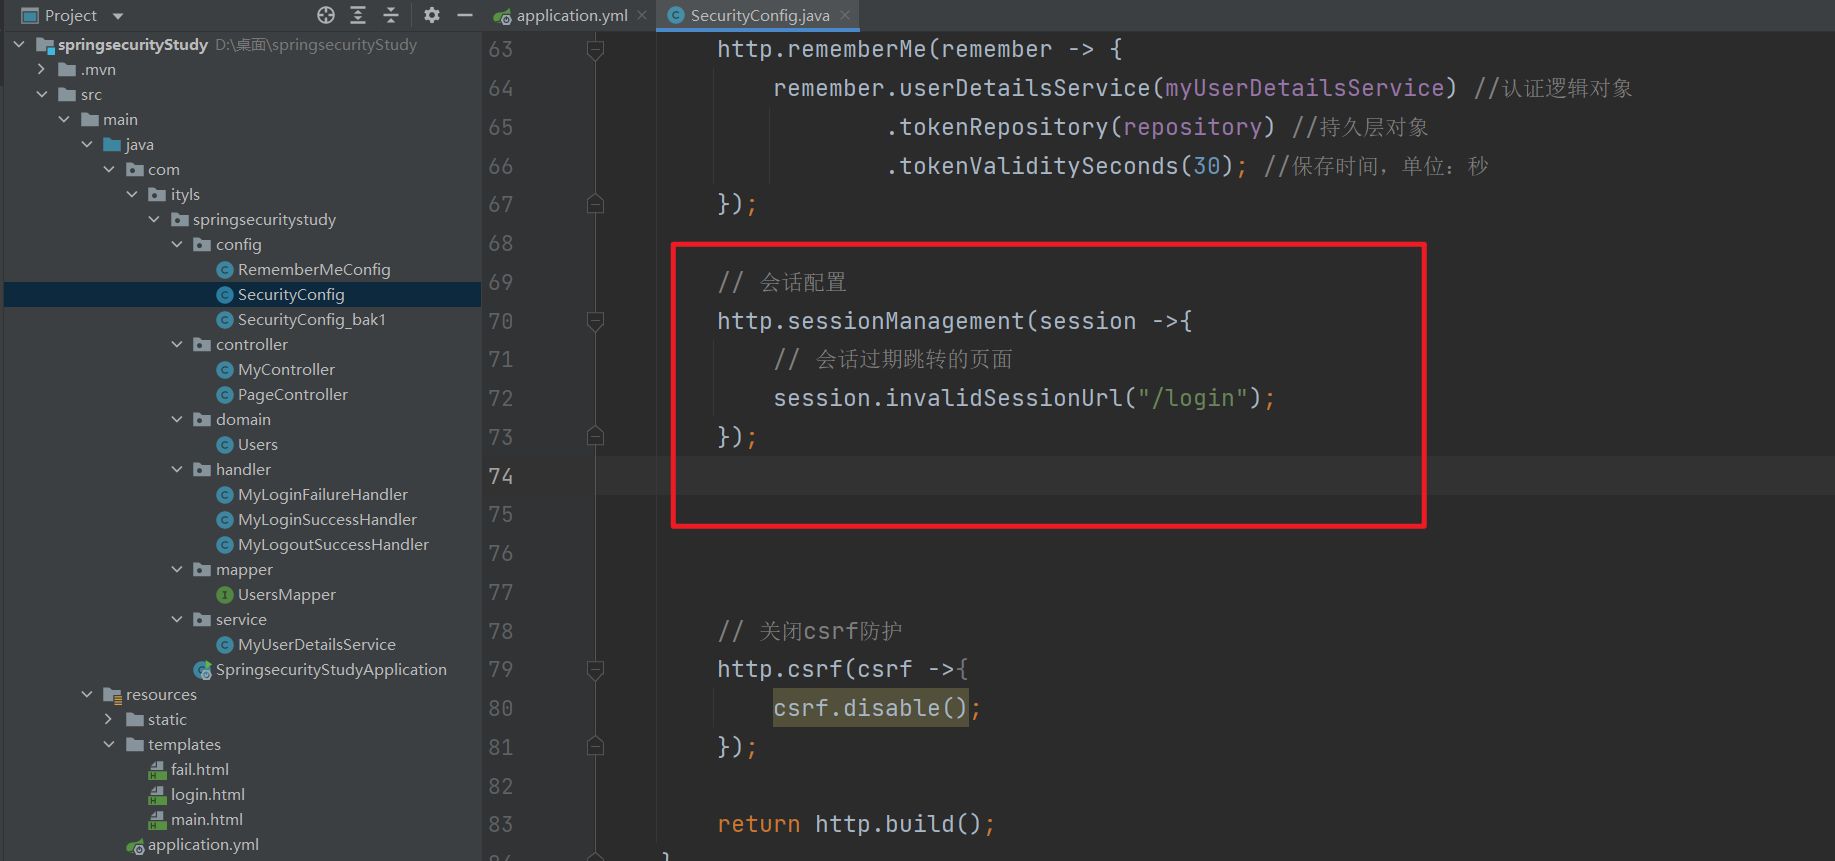 Project
application.yml
SecurityConfig.java
springsecurityStudy D:\桌面\springsecurityStudy
.mvn
src
main
java
com
ityls
springsecuritystudy
config
RememberMeConfig
SecurityConfig
SecurityConfig_bak1
controller
MyController
PageController
domain
Users
handler
MyLoginFailureHandler
MyLoginSuccessHandler
MyLogoutSuccessHandler
mapper
UsersMapper
service
MyUserDetailsService
SpringsecurityStudyApplication
resources
static
templates
fail.html
login.html
main.html
application.yml
63 http.rememberMe(remember -> {
64 remember.userDetailsService(myUserDetailsService) //认证逻辑对象
65 .tokenRepository(repository) //持久层对象
66 .tokenValiditySeconds(30); //保存时间，单位：秒
67 });
68
69 // 会话配置
70 http.sessionManagement(session ->{
71 // 会话过期跳转的页面
72 session.invalidSessionUrl("/login");
73 });
74
75
76
77
78 // 关闭csrf防护
79 http.csrf(csrf ->{
80 csrf.disable();
81 });
82
83 return http.build();